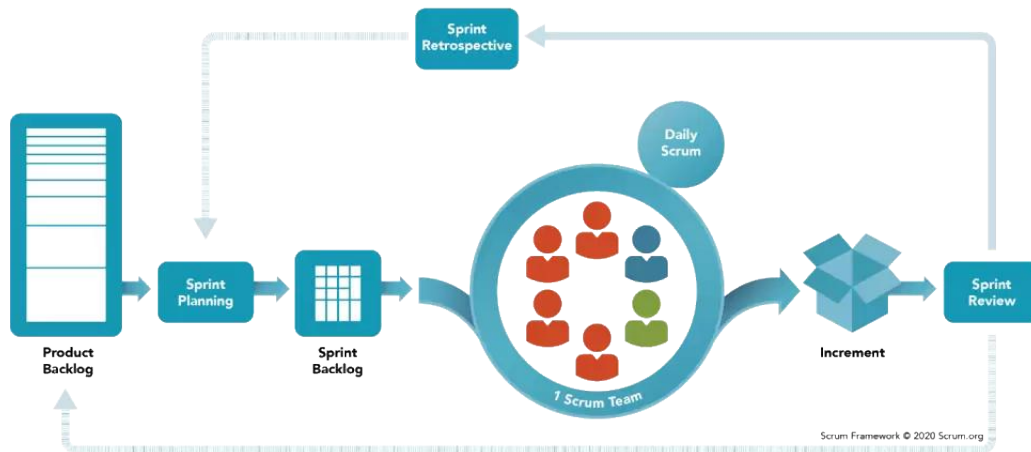 Sprint
Retrospective
Daily
Scrum
Sprint
Planning
Sprint
Review
Product
Backlog
Sprint
Backlog
Increment
1 Scrum Team
Scrum Framework © 2020 Scrum.org